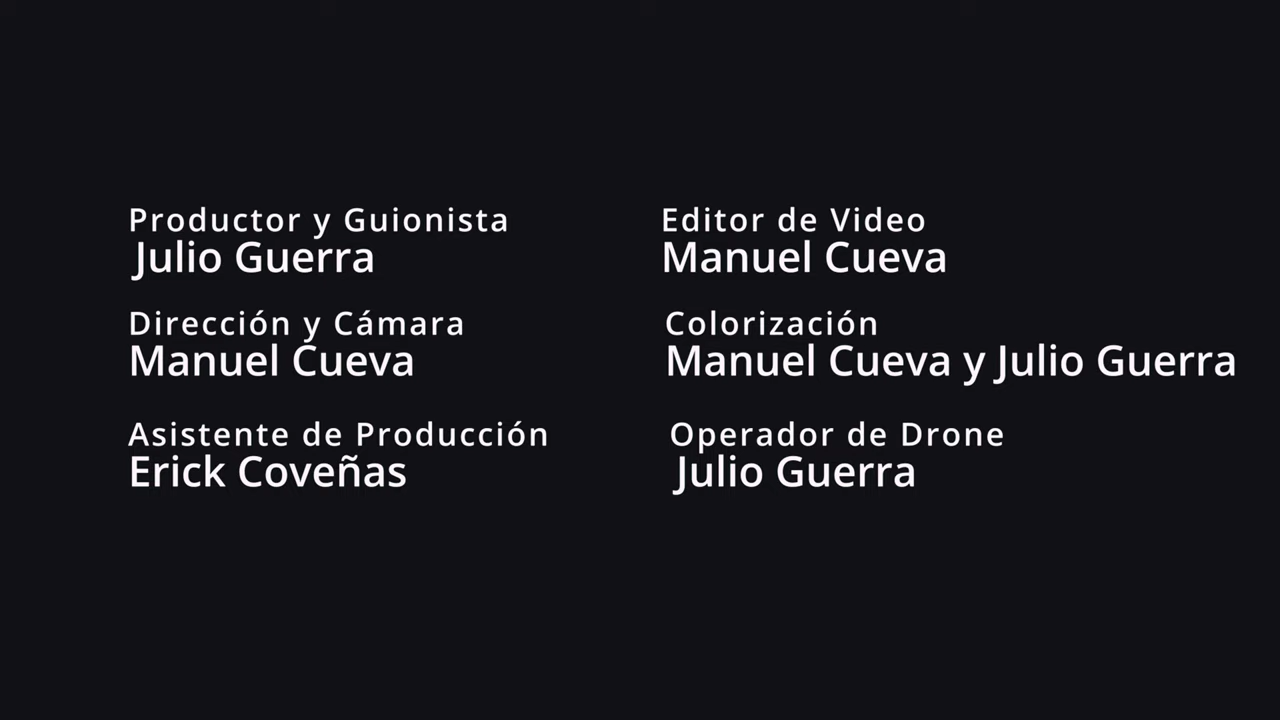 Productor y Guionista
Julio Guerra
Dirección y Cámara
Manuel Cueva
Asistente de Producción
Erick Coveñas
Editor de Video
Manuel Cueva
Colorización
Manuel Cueva y Julio Guerra
Operador de Drone
Julio Guerra